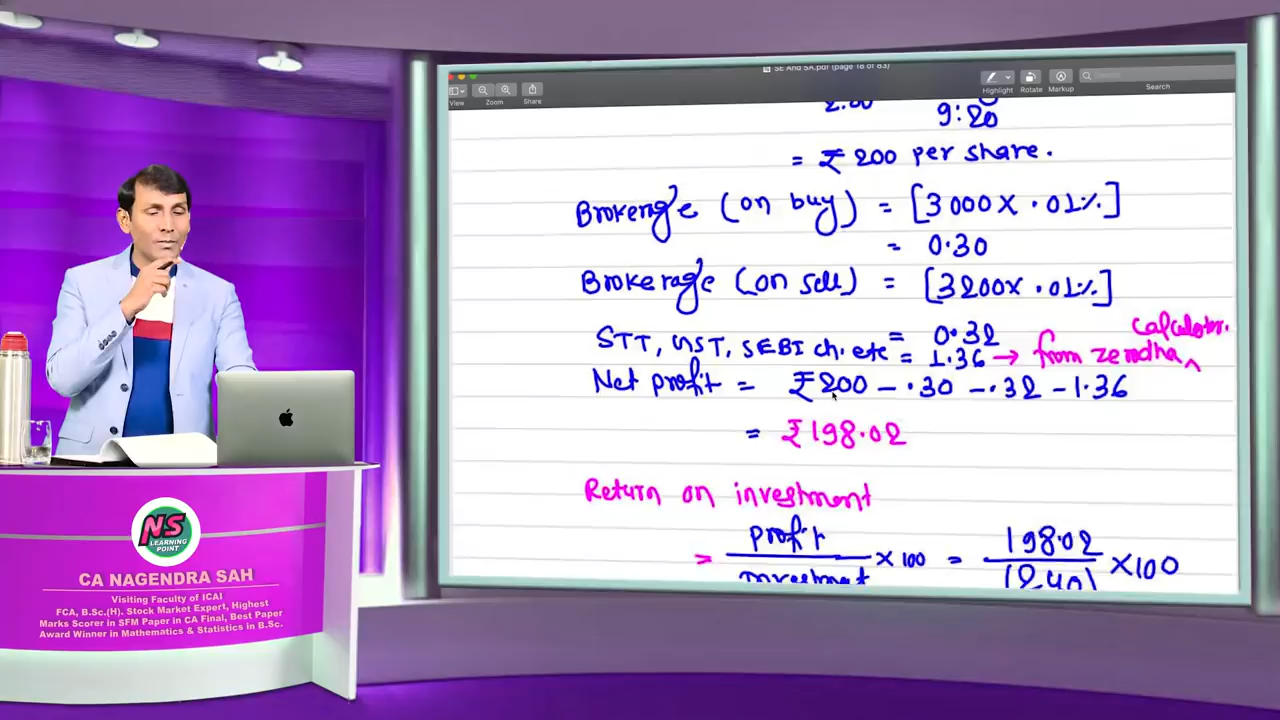 SE And SA.pdf (page 18 of 83)
View Zoom Share Highlight Rotate Markup Search
9:20
= ₹ 200 per share.
Brokerage (on buy) = [3000 X .01%]
= 0.30
Brokerage (on sell) = [3200X .01%]
= 0.32
STT, GST, SEBI ch. etc = 1.36 → from zerodha calculator.
Net profit = ₹200 - .30 - .32 - 1.36
= ₹198.02
Return on investment
= profit / investment × 100 = 198.02 / × 100
NS
LEARNING
POINT
CA NAGENDRA SAH
Visiting Faculty of ICAI
FCA, B.Sc.(H). Stock Market Expert, Highest
Marks Scorer in SFM Paper in CA Final, Best Paper
Award Winner in Mathematics & Statistics in B.Sc.